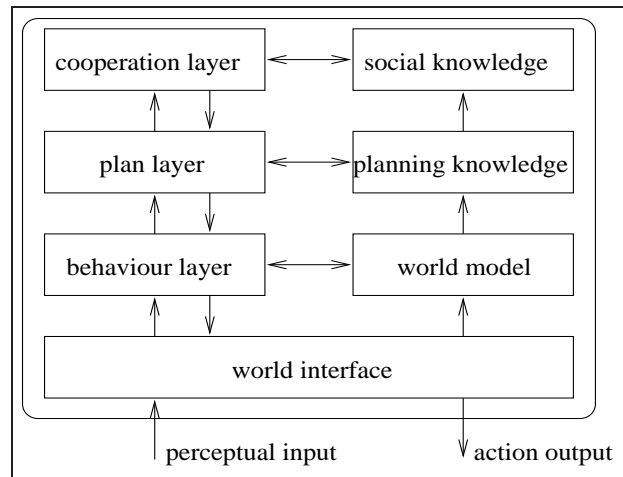 cooperation layer
social knowledge
plan layer
planning knowledge
behaviour layer
world model
world interface
perceptual input
action output